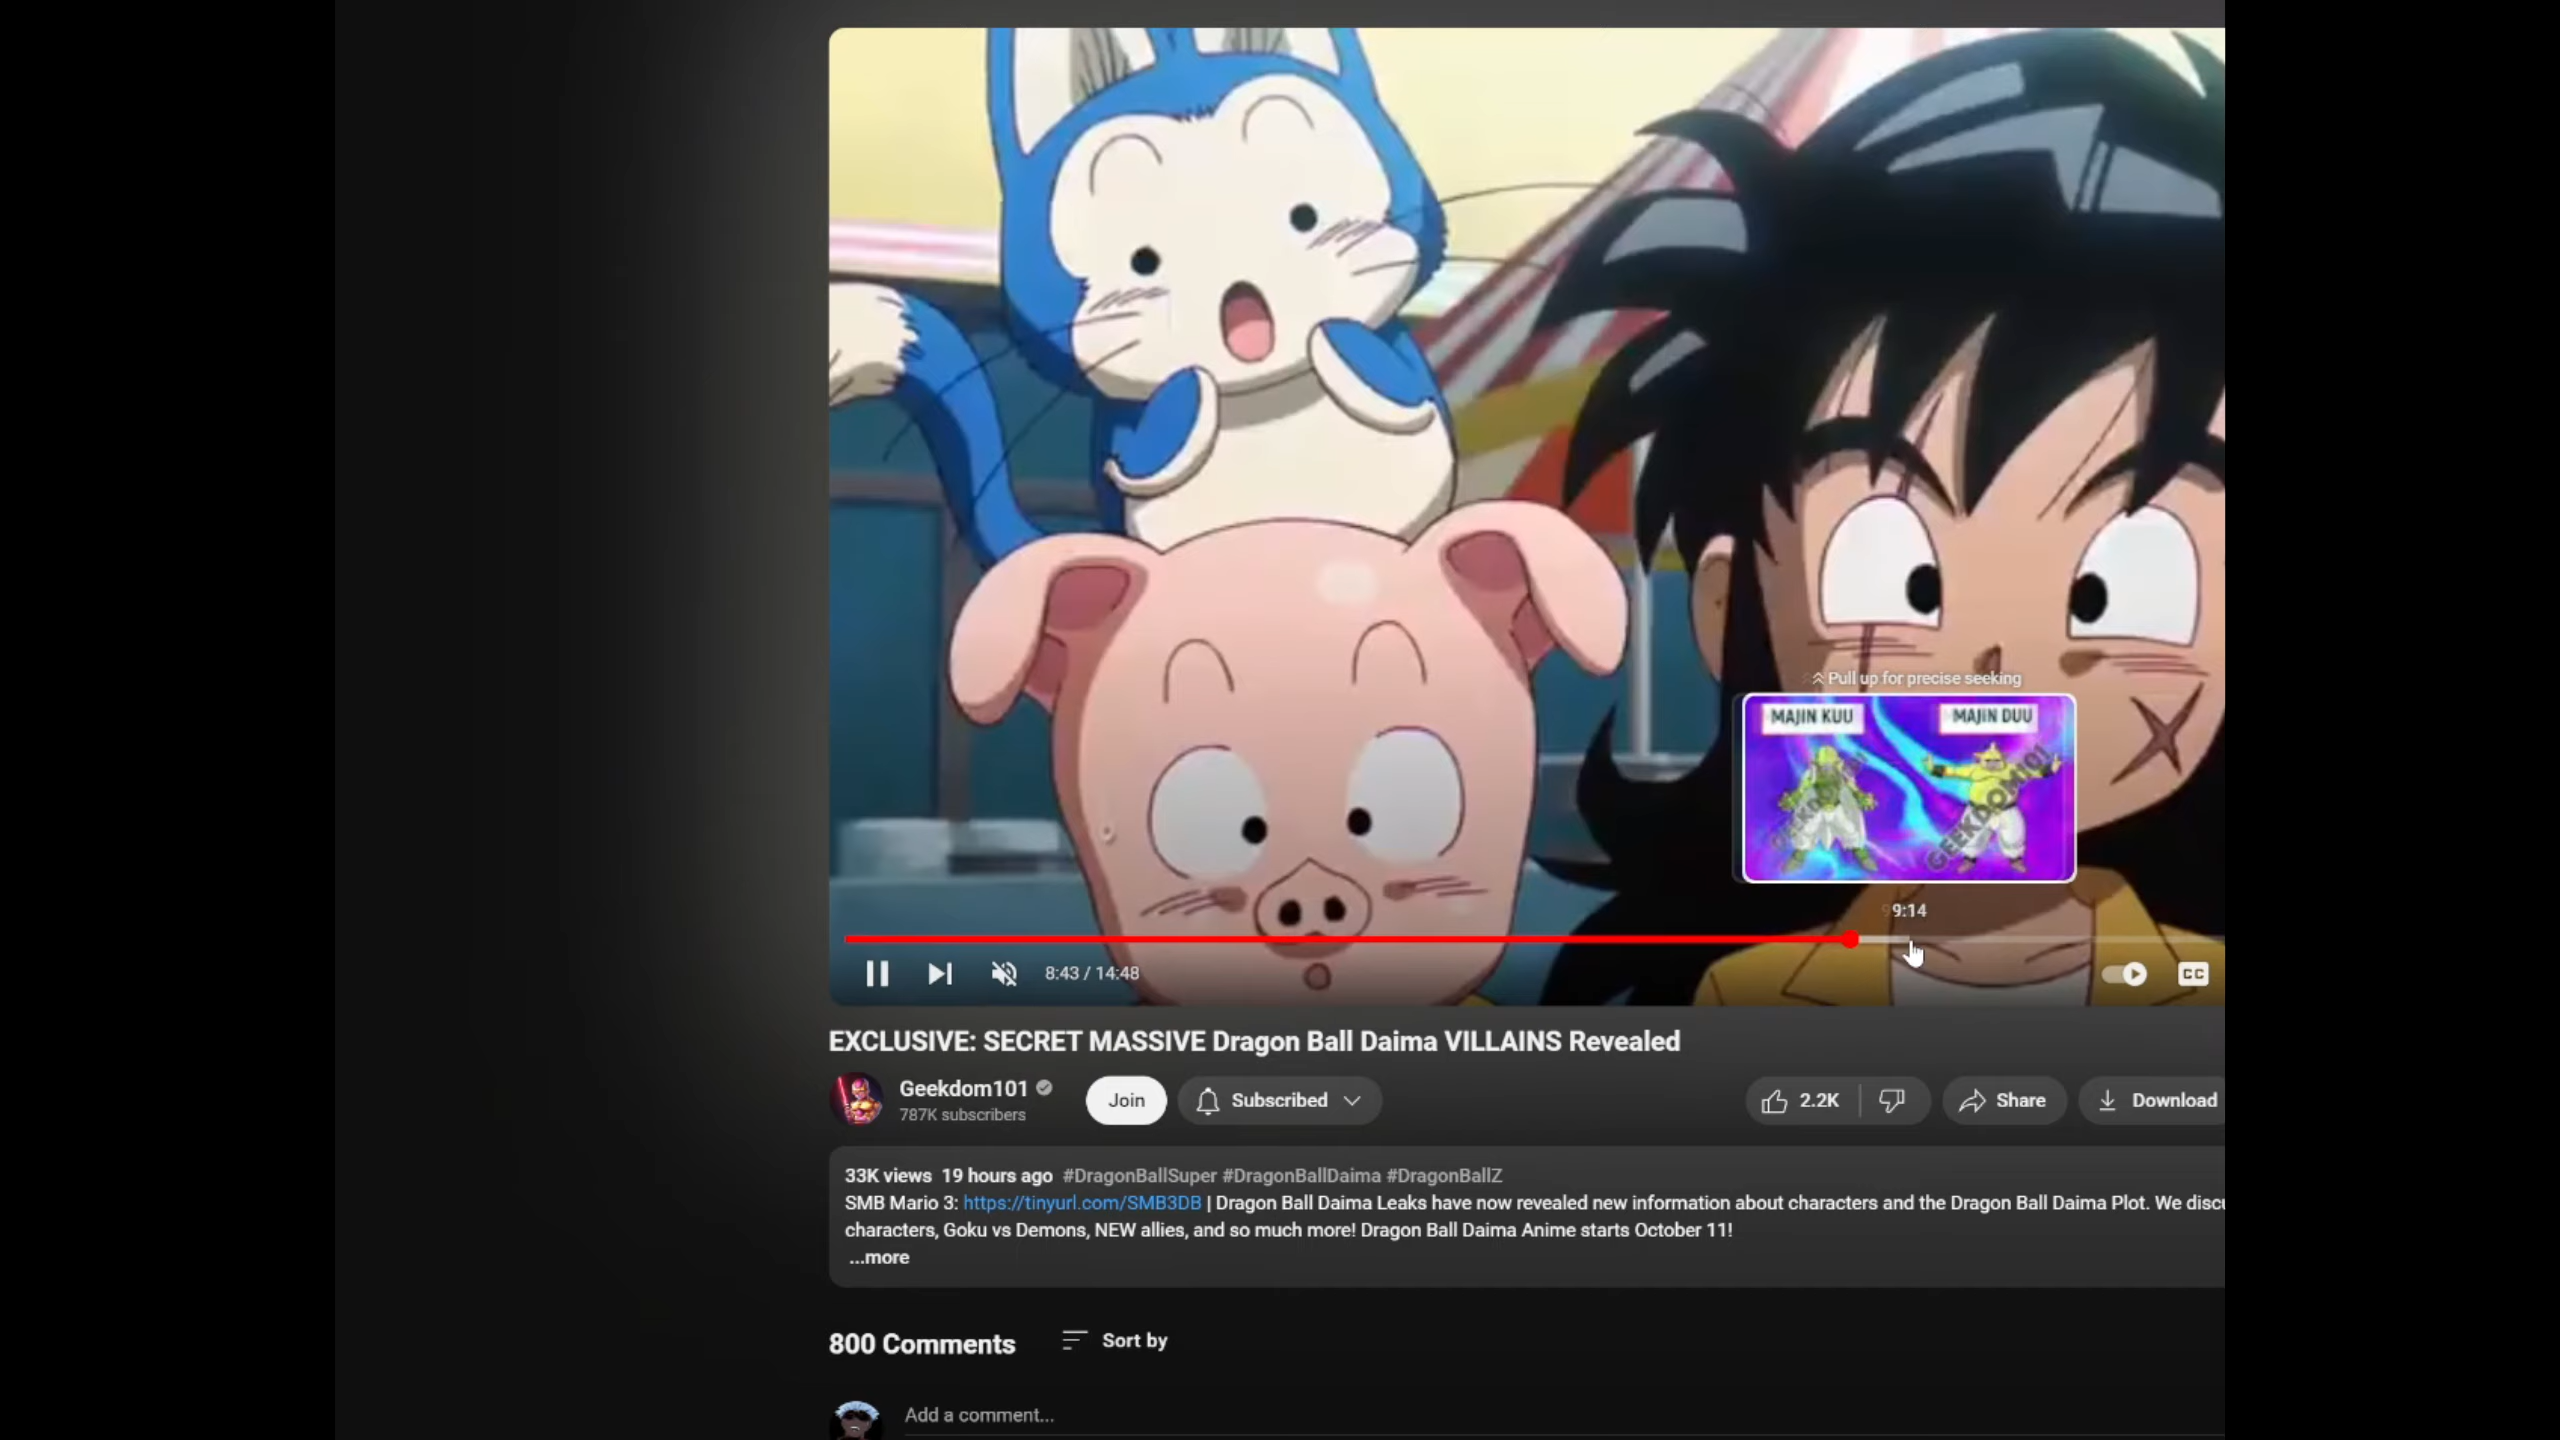 Pull up for precise seeking
MAJIN KUU
MAJIN DUU
GEEKDOM101
9:14
8:43 / 14:48
CC
EXCLUSIVE: SECRET MASSIVE Dragon Ball Daima VILLAINS Revealed
Geekdom101
787K subscribers
Join
Subscribed
2.2K
Share
Download
33K views 19 hours ago #DragonBallSuper #DragonBallDaima #DragonBallZ
SMB Mario 3: https://tinyurl.com/SMB3DB | Dragon Ball Daima Leaks have now revealed new information about characters and the Dragon Ball Daima Plot. We discu
characters, Goku vs Demons, NEW allies, and so much more! Dragon Ball Daima Anime starts October 11!
...more
800 Comments
Sort by
Add a comment...